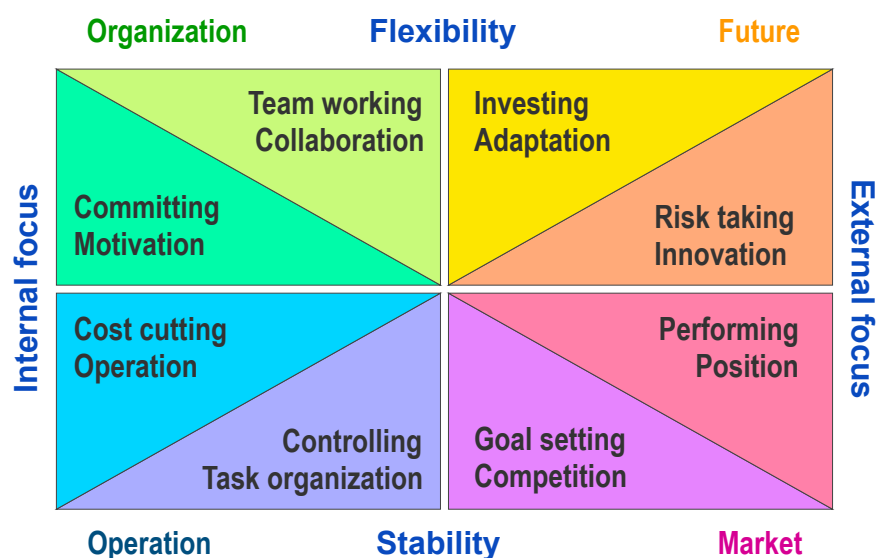 Organization
Flexibility
Future
Internal focus
Team working
Collaboration
Committing
Motivation
Investing
Adaptation
Risk taking
Innovation
External focus
Cost cutting
Operation
Controlling
Task organization
Performing
Position
Goal setting
Competition
Operation
Stability
Market